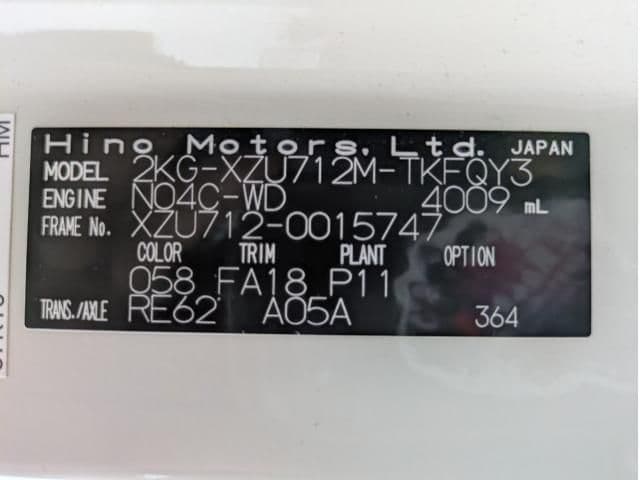 Hino Motors, Ltd. JAPAN
MODEL 2KG-XZU712M-TKFQY3
ENGINE N04C-WD 4009 mL
FRAME No. XZU712-0015747
COLOR TRIM PLANT OPTION
058 FA18 P11
TRANS./AXLE RE62 A05A 364
HM